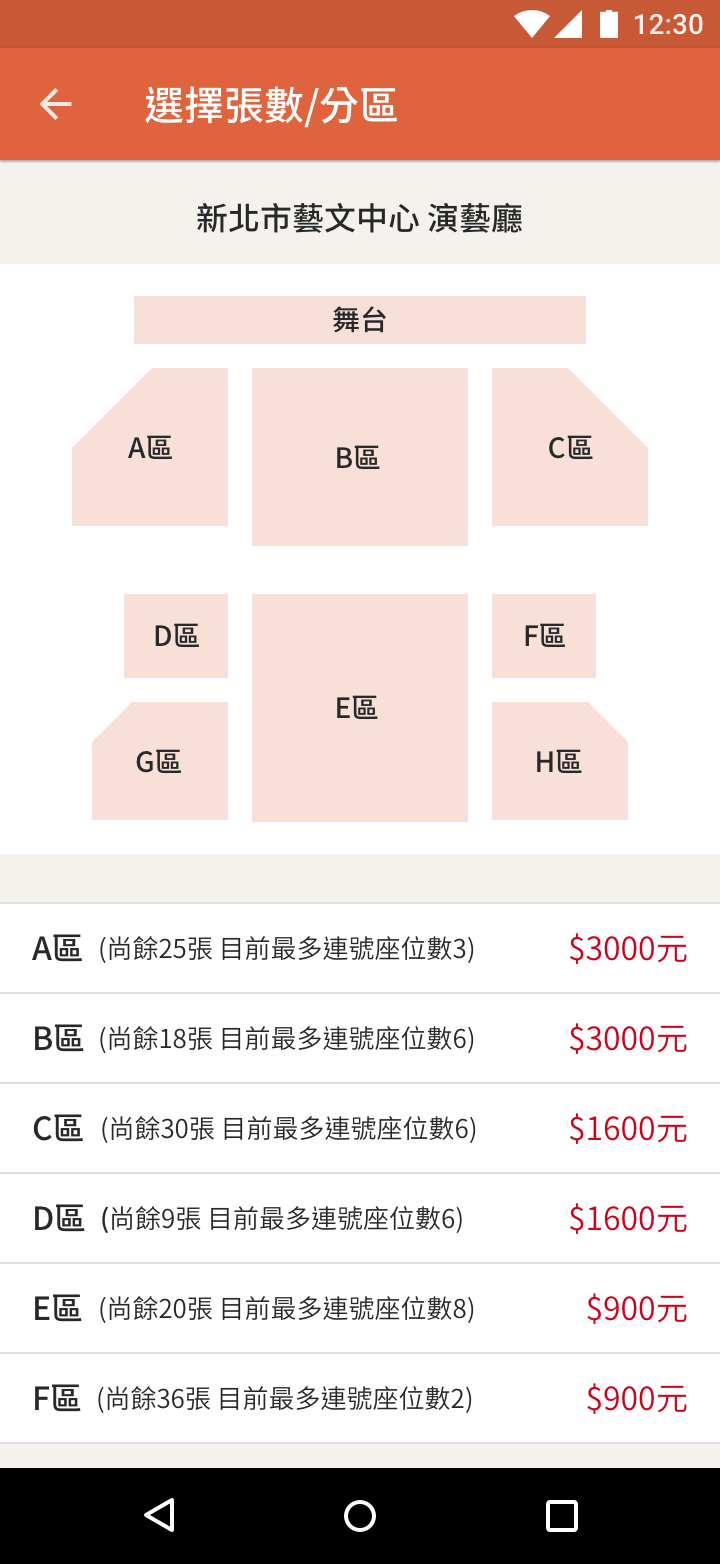 12:30
選擇張數/分區
新北市藝文中心 演藝廳
舞台
A區
B區
C區
D區
E區
F區
G區
H區
A區 (尚餘25張 目前最多連號座位數3) $3000元
B區 (尚餘18張 目前最多連號座位數6) $3000元
C區 (尚餘30張 目前最多連號座位數6) $1600元
D區 (尚餘9張 目前最多連號座位數6) $1600元
E區 (尚餘20張 目前最多連號座位數8) $900元
F區 (尚餘36張 目前最多連號座位數2) $900元